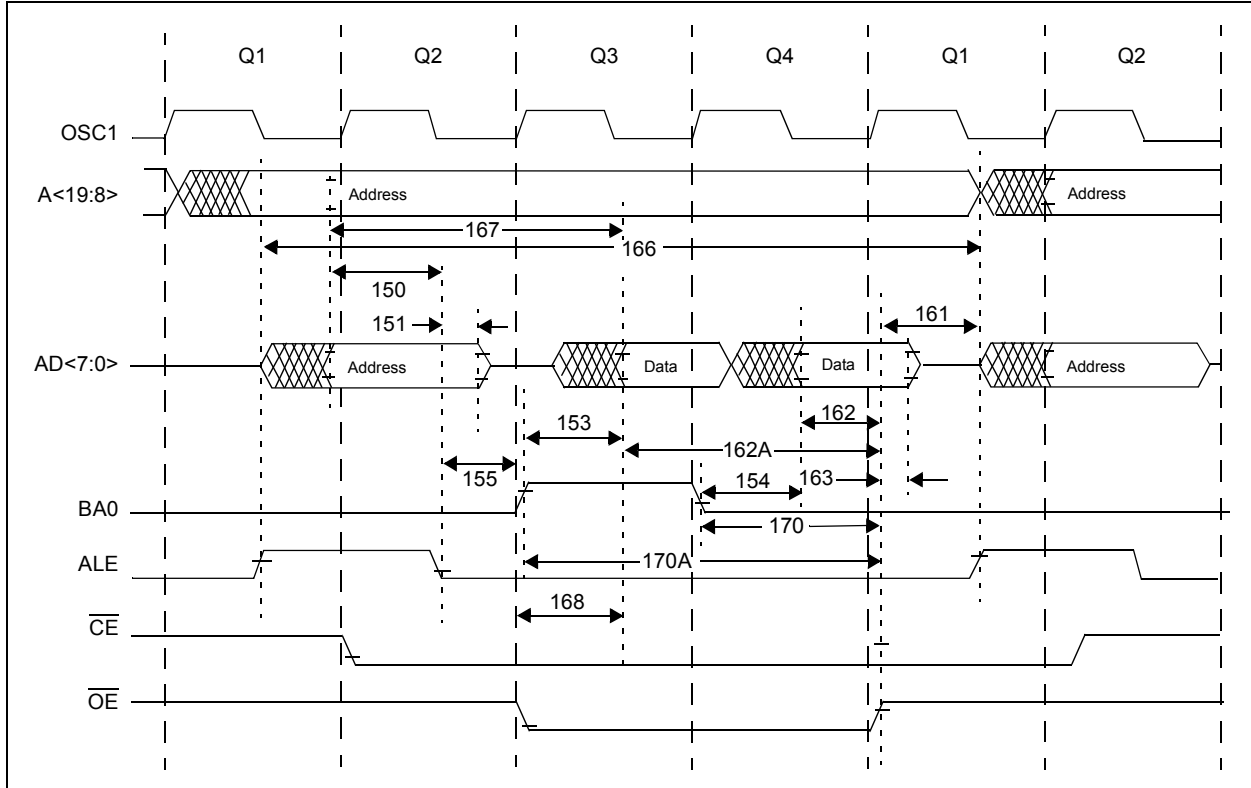 Q1 Q2 Q3 Q4 Q1 Q2
OSC1
A<19:8> Address Address
167
166
150
151 161
AD<7:0> Address Data Data Address
162
153
162A
155 154 163
BA0
170
ALE 170A
168
CE
OE